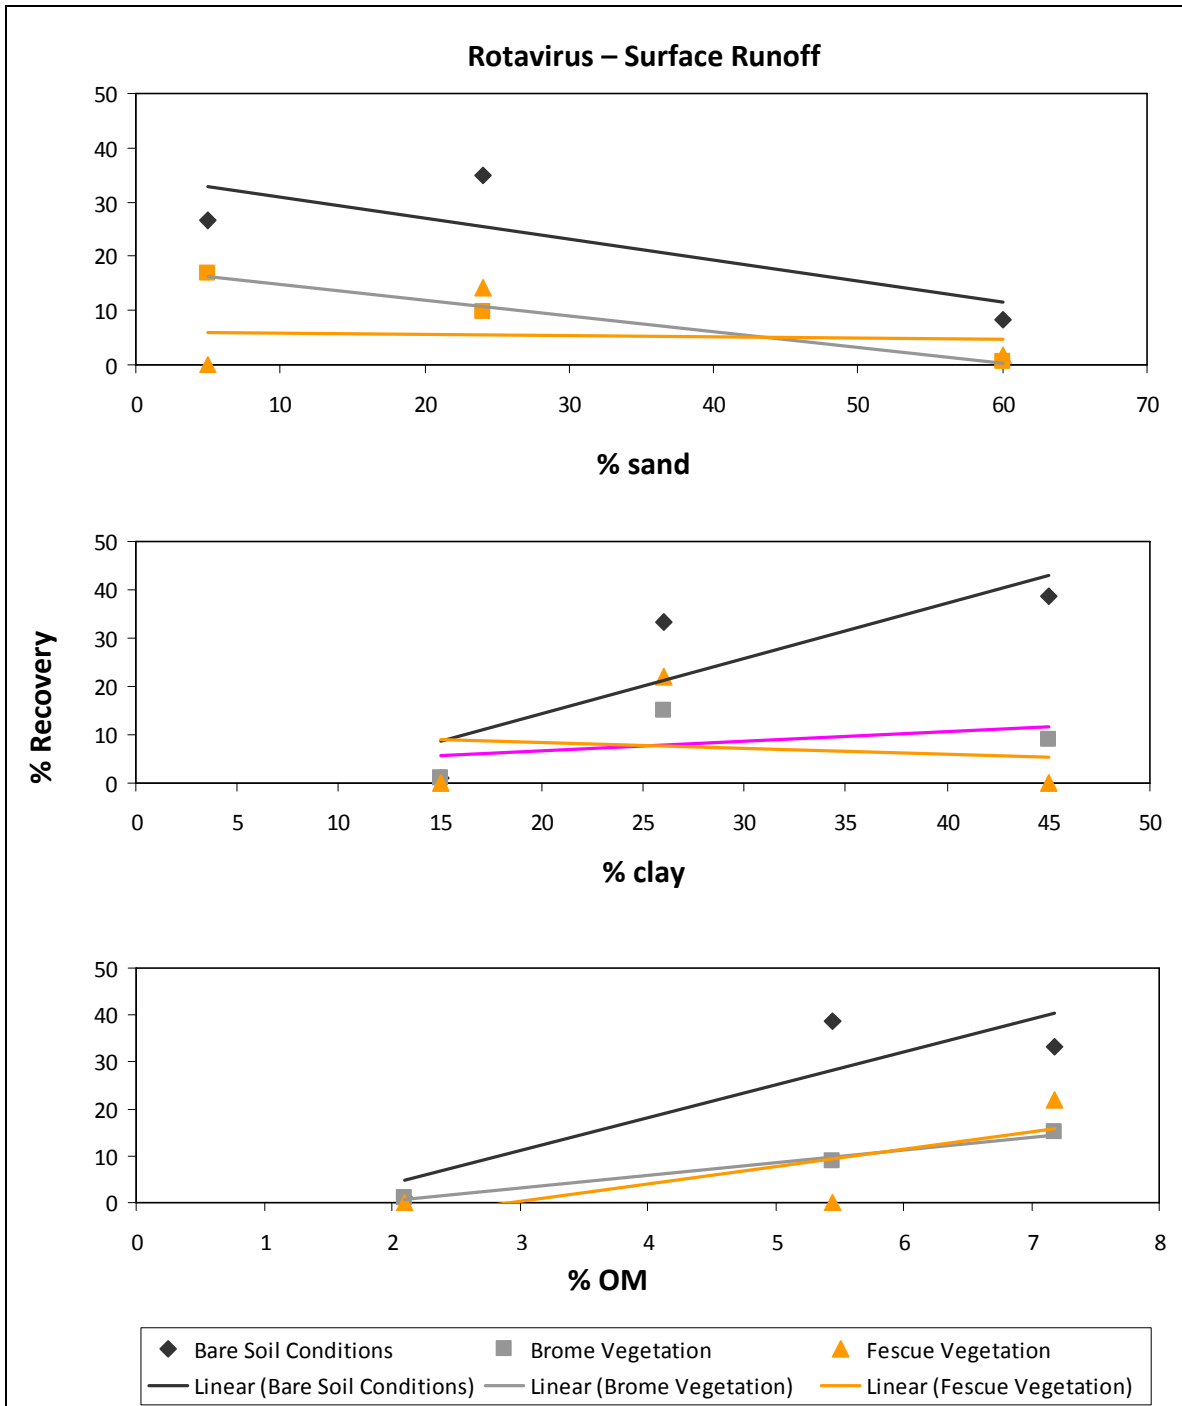 Rotavirus – Surface Runoff
50
40
30
20
10
0
0 10 20 30 40 50 60 70
% sand
% Recovery
50
40
30
20
10
0
0 5 10 15 20 25 30 35 40 45 50
% clay
50
40
30
20
10
0
0 1 2 3 4 5 6 7 8
% OM
Bare Soil Conditions Brome Vegetation Fescue Vegetation
Linear (Bare Soil Conditions) Linear (Brome Vegetation) Linear (Fescue Vegetation)